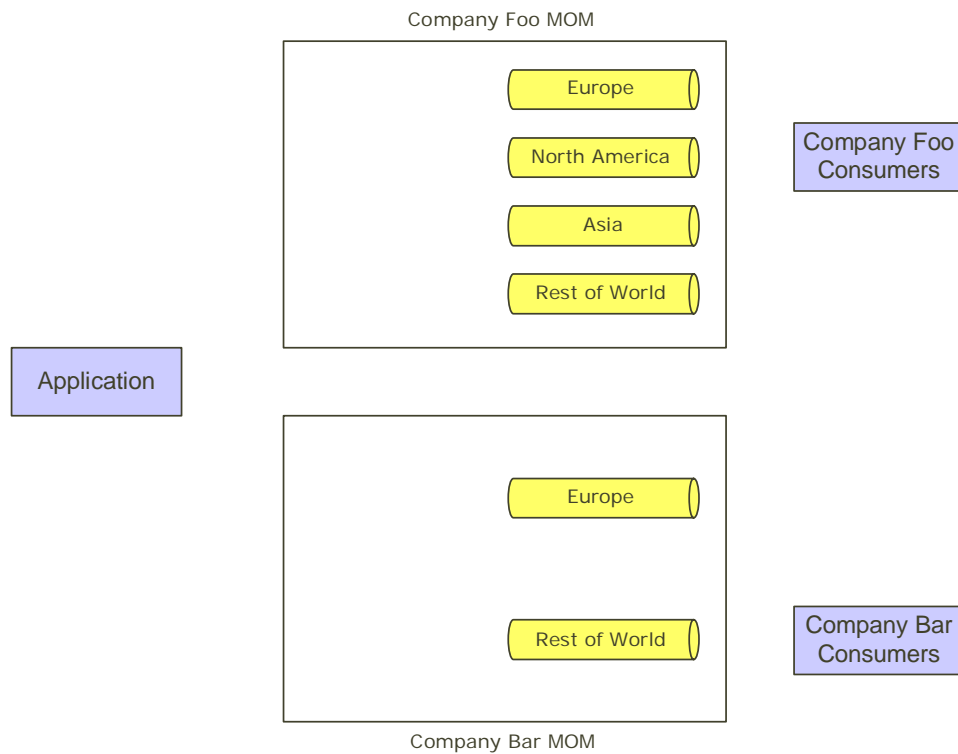 Company Foo MOM
Europe
North America
Asia
Rest of World
Company Foo
Consumers
Application
Europe
Rest of World
Company Bar
Consumers
Company Bar MOM